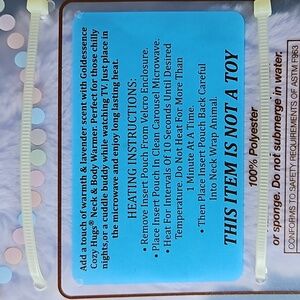 Add a touch of warmth & lavender scent with Goldessence
Cozy Hugs® Neck & Body Warmer. Perfect for those chilly
nights,or a cuddle buddy while watching TV. Just place in
the microwave and enjoy long lasting heat.
HEATING INSTRUCTIONS:
• Remove Insert Pouch From Velcro Enclosure.
• Place Insert Pouch in Clean Carousel Microwave.
• Heat For Intervals Of 10 Seconds Until Desired
Temperature. Do Not Heat For More Than
1 Minute At A Time.
• Then Place Insert Pouch Back Careful
Into Neck Wrap Animal
THIS ITEM IS NOT A TOY
100% Polyester
or sponge. Do not submerge in water.
CONFORMS TO SAFETY REQUIREMENTS OF ASTM F963